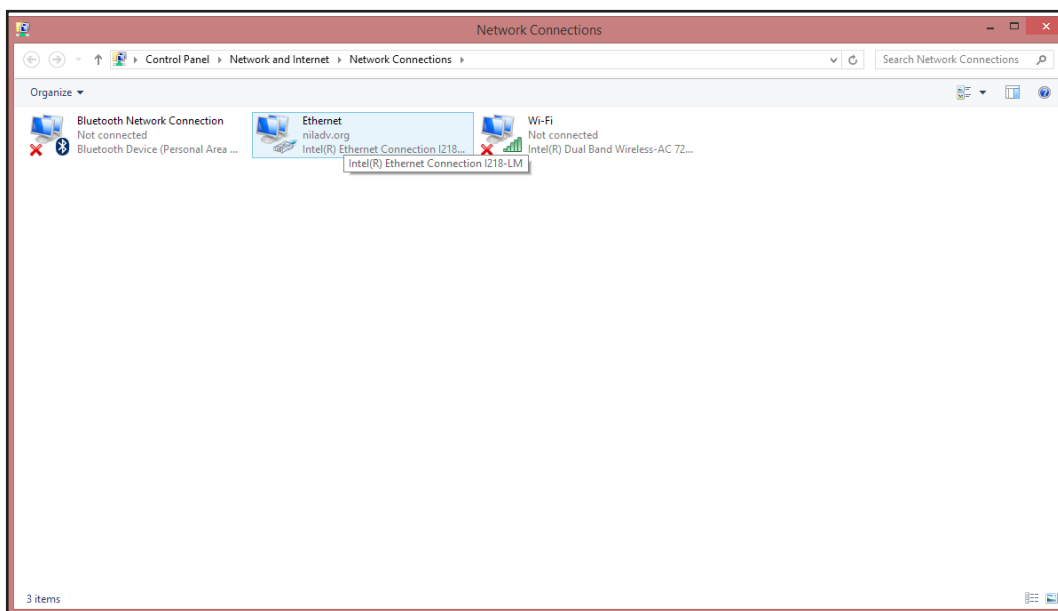 Network Connections
Control Panel Network and Internet Network Connections
Search Network Connections
Organize
Bluetooth Network Connection
Not connected
Bluetooth Device (Personal Area ...
Ethernet
niladv.org
Intel(R) Ethernet Connection I218...
Intel(R) Ethernet Connection I218-LM
Wi-Fi
Not connected
Intel(R) Dual Band Wireless-AC 72...
3 items